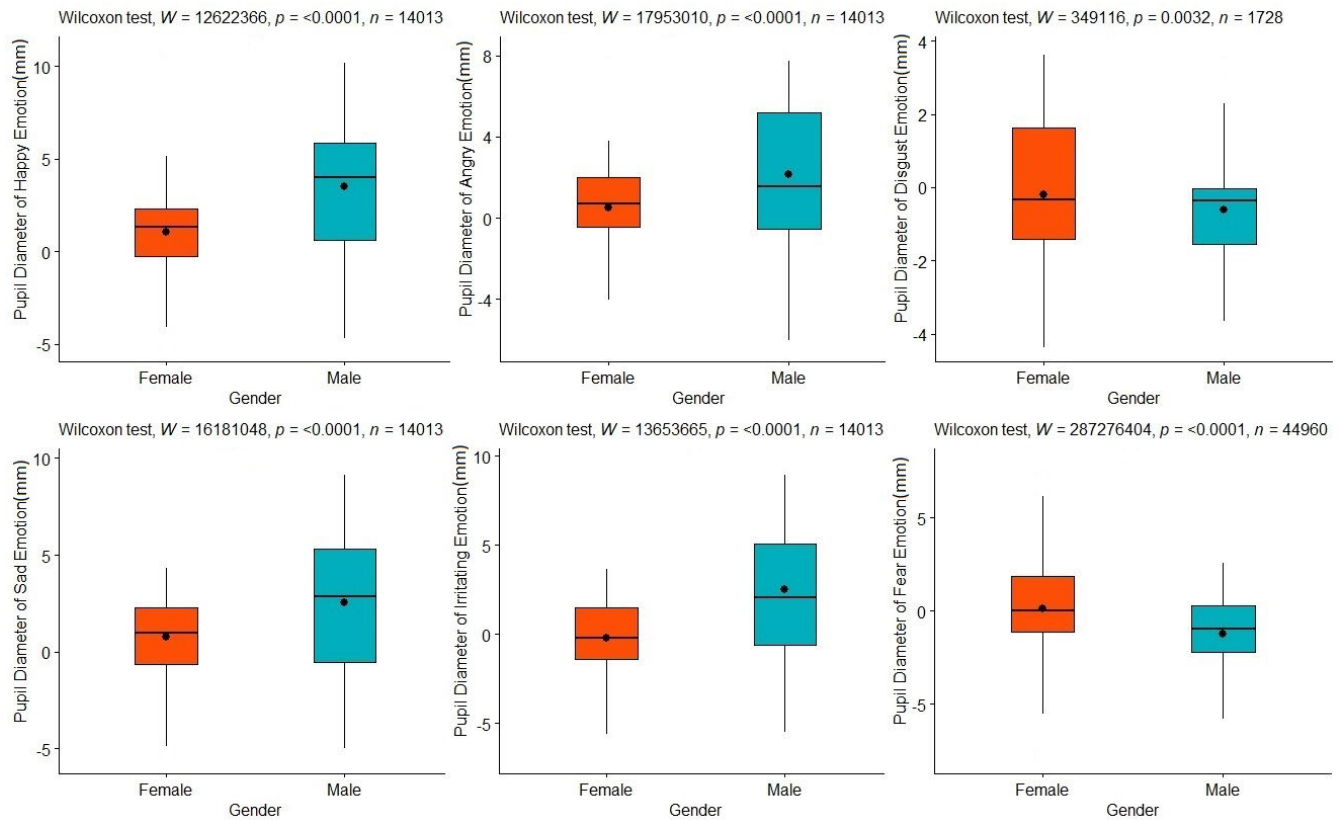 Wilcoxon test, W = 12622366, p = <0.0001, n = 14013
Pupil Diameter of Happy Emotion(mm)
10
5
0
-5
Female
Male
Gender
Wilcoxon test, W = 17953010, p = <0.0001, n = 14013
Pupil Diameter of Angry Emotion(mm)
8
4
0
-4
Female
Male
Gender
Wilcoxon test, W = 349116, p = 0.0032, n = 1728
Pupil Diameter of Disgust Emotion(mm)
4
2
0
-2
-4
Female
Male
Gender
Wilcoxon test, W = 16181048, p = <0.0001, n = 14013
Pupil Diameter of Sad Emotion(mm)
10
5
0
-5
Female
Male
Gender
Wilcoxon test, W = 13653665, p = <0.0001, n = 14013
Pupil Diameter of Irritating Emotion(mm)
10
5
0
-5
Female
Male
Gender
Wilcoxon test, W = 287276404, p = <0.0001, n = 44960
Pupil Diameter of Fear Emotion(mm)
5
0
-5
Female
Male
Gender